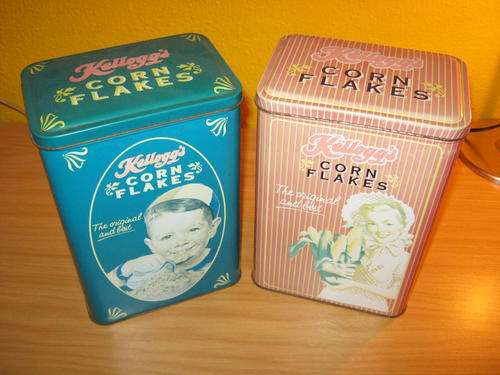 Kellogg's
CORN
FLAKES
Kellogg's
CORN
FLAKES
The original
and best
Kellogg's
CORN
FLAKES
Kellogg's
CORN
FLAKES
The original
and best